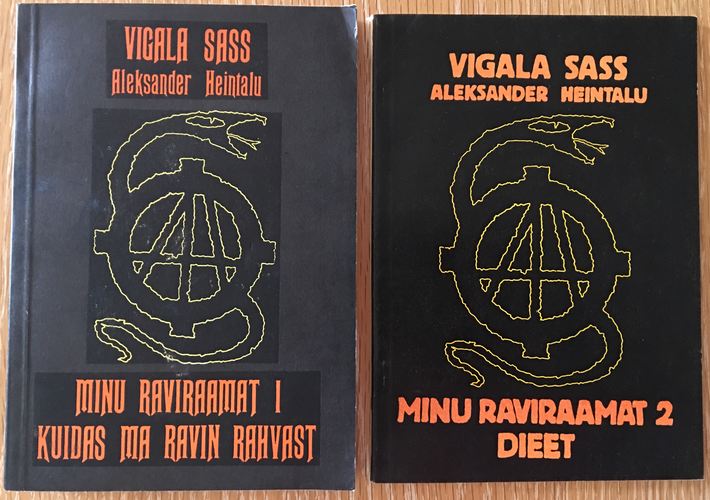 VIGALA SASS
Aleksander Heintalu
MINU RAVIRAAMAT I
KUIDAS MA RAVIN RAHVAST
VIGALA SASS
ALEKSANDER HEINTALU
MINU RAVIRAAMAT 2
DIEET